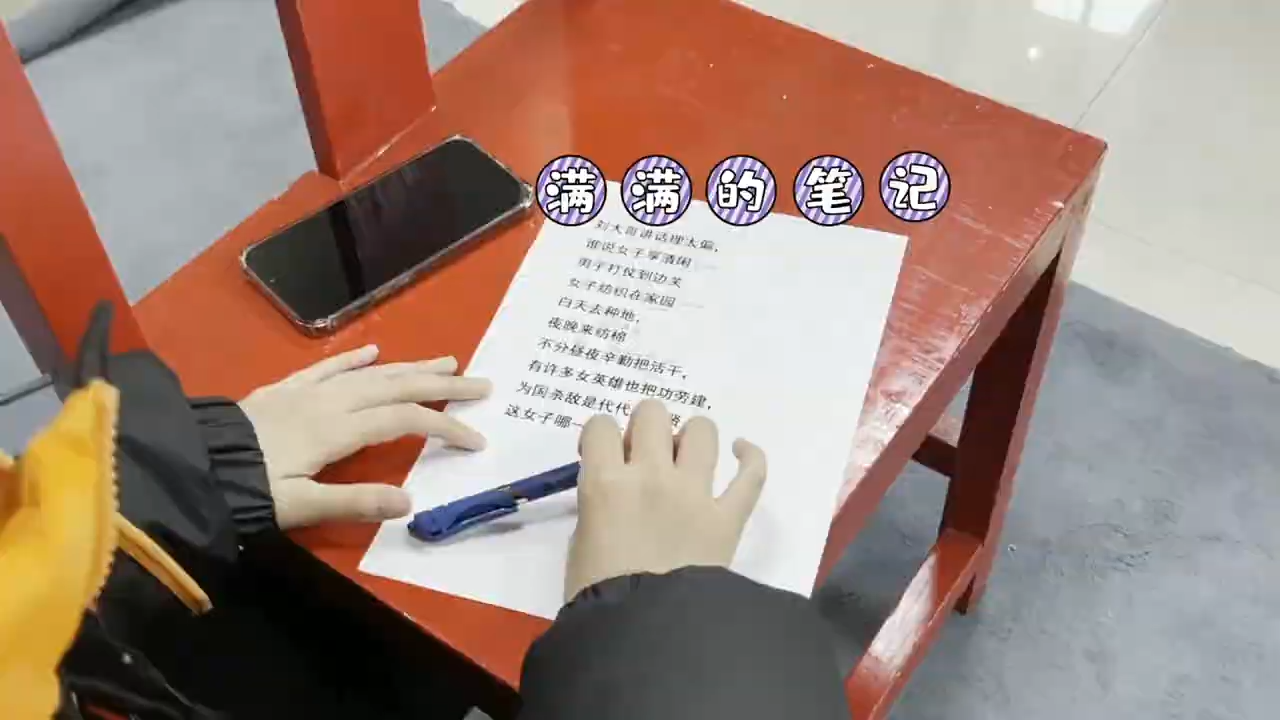 满满的笔记
刘大哥讲话理太偏，
谁说女子享清闲
男子打仗到边关
女子纺织在家园
白天去种地，
夜晚来纺棉
不分昼夜辛勤把活干，
有许多女英雄也把功劳建，
为国杀敌是代代
这女子哪一